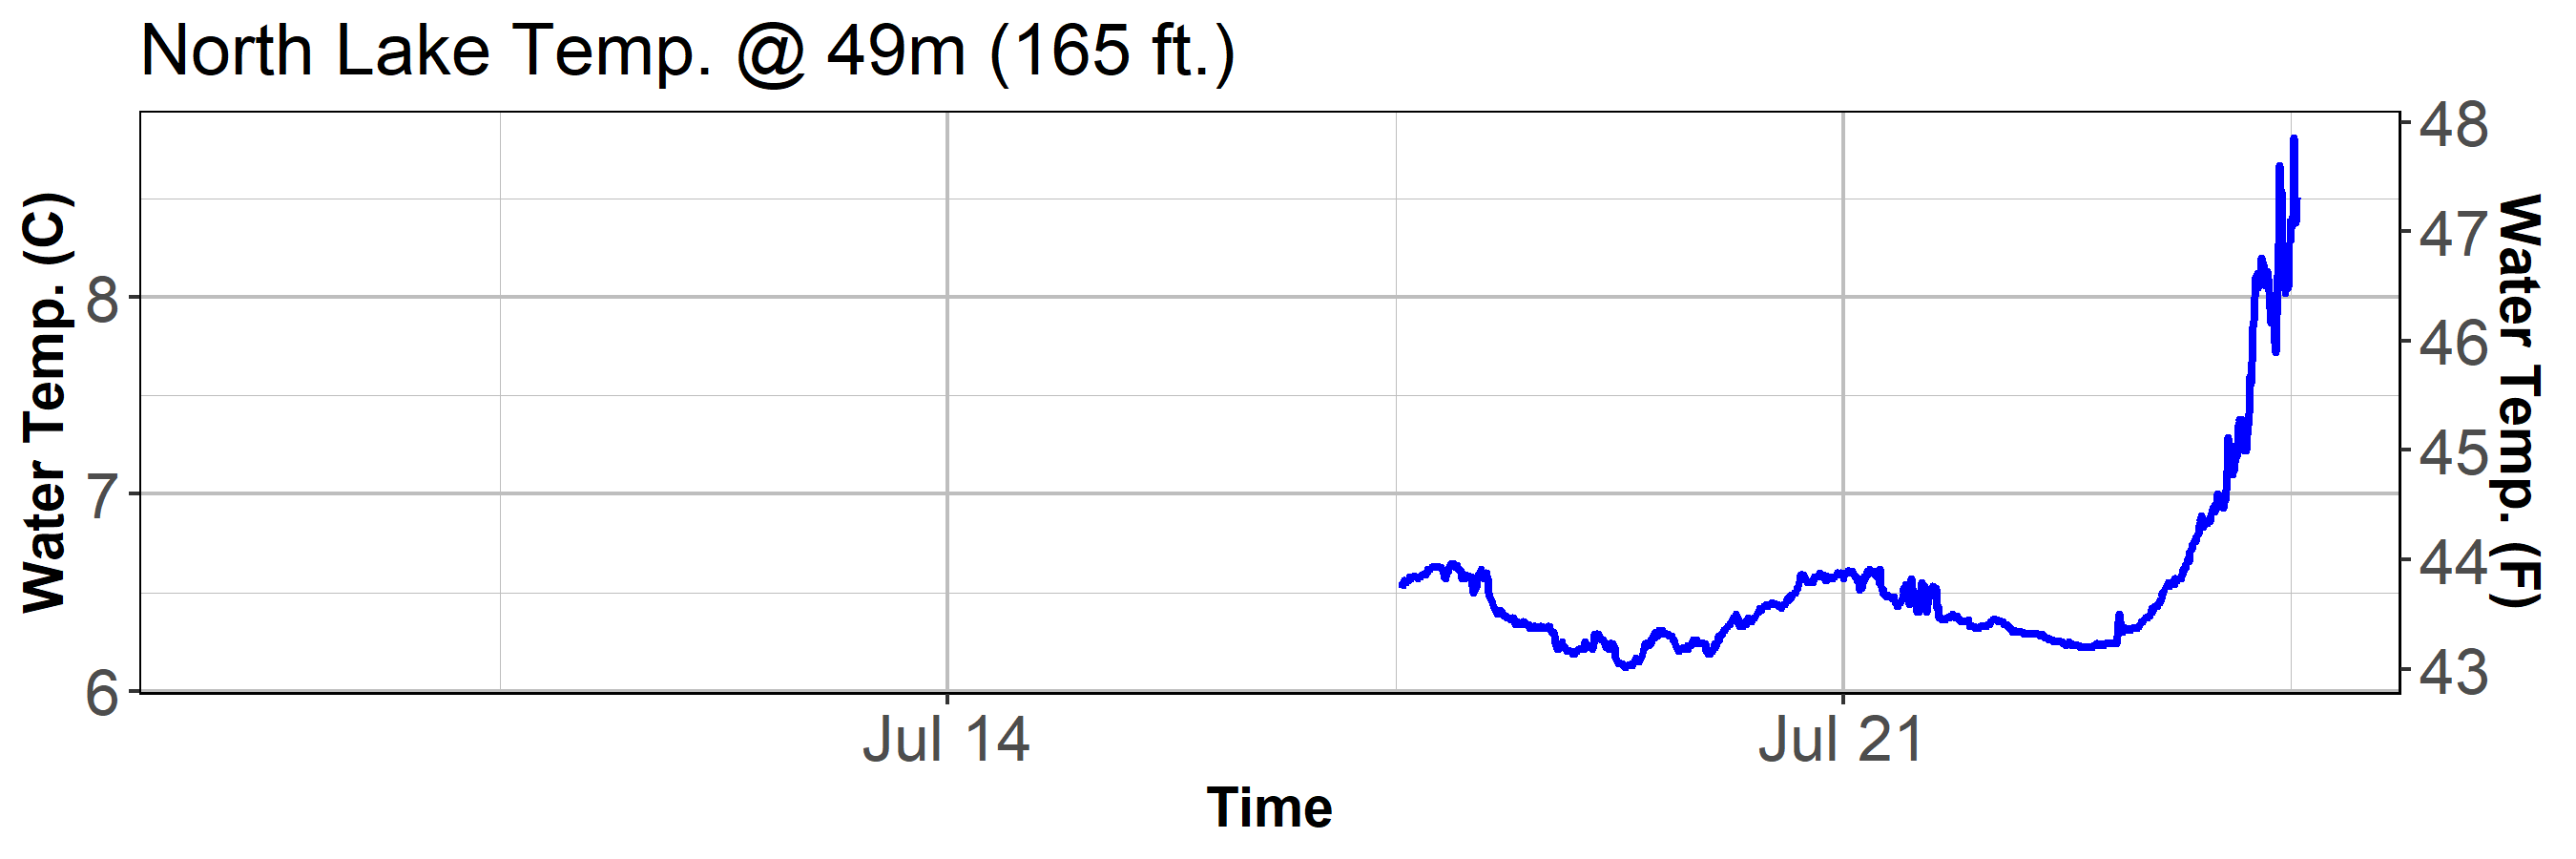 North Lake Temp. @ 49m (165 ft.)
Water Temp. (C)
8
7
6
48
47
46
45
44
43
Water Temp. (F)
Jul 14
Jul 21
Time